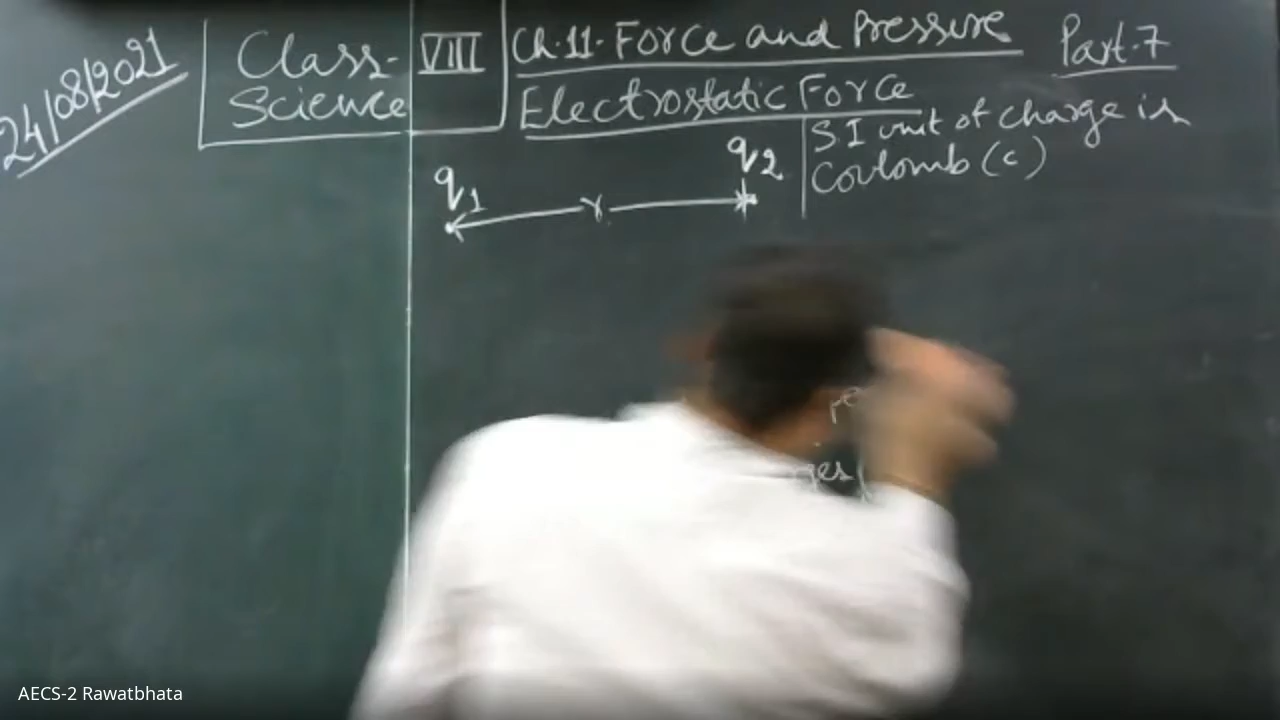 24/08/2021
Class- VIII
Science
Ch.11. Force and Pressure
Part.7
Electrostatic Force
S.I unit of charge is
Coulomb (c)
q1
q2
r
AECS-2 Rawatbhata